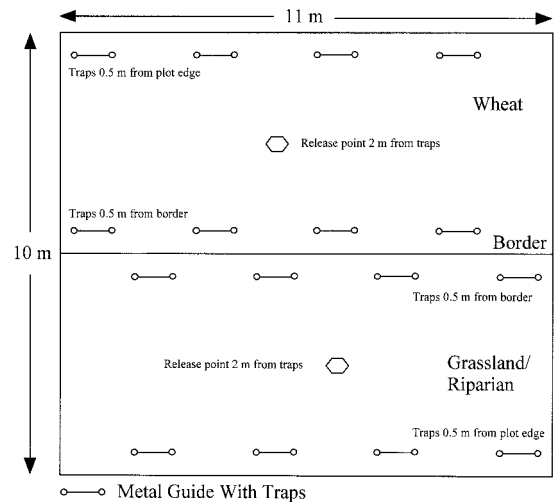 11 m
Traps 0.5 m from plot edge
Wheat
Release point 2 m from traps
Traps 0.5 m from border
Border
10 m
Traps 0.5 m from border
Release point 2 m from traps
Grassland/
Riparian
Traps 0.5 m from plot edge
Metal Guide With Traps